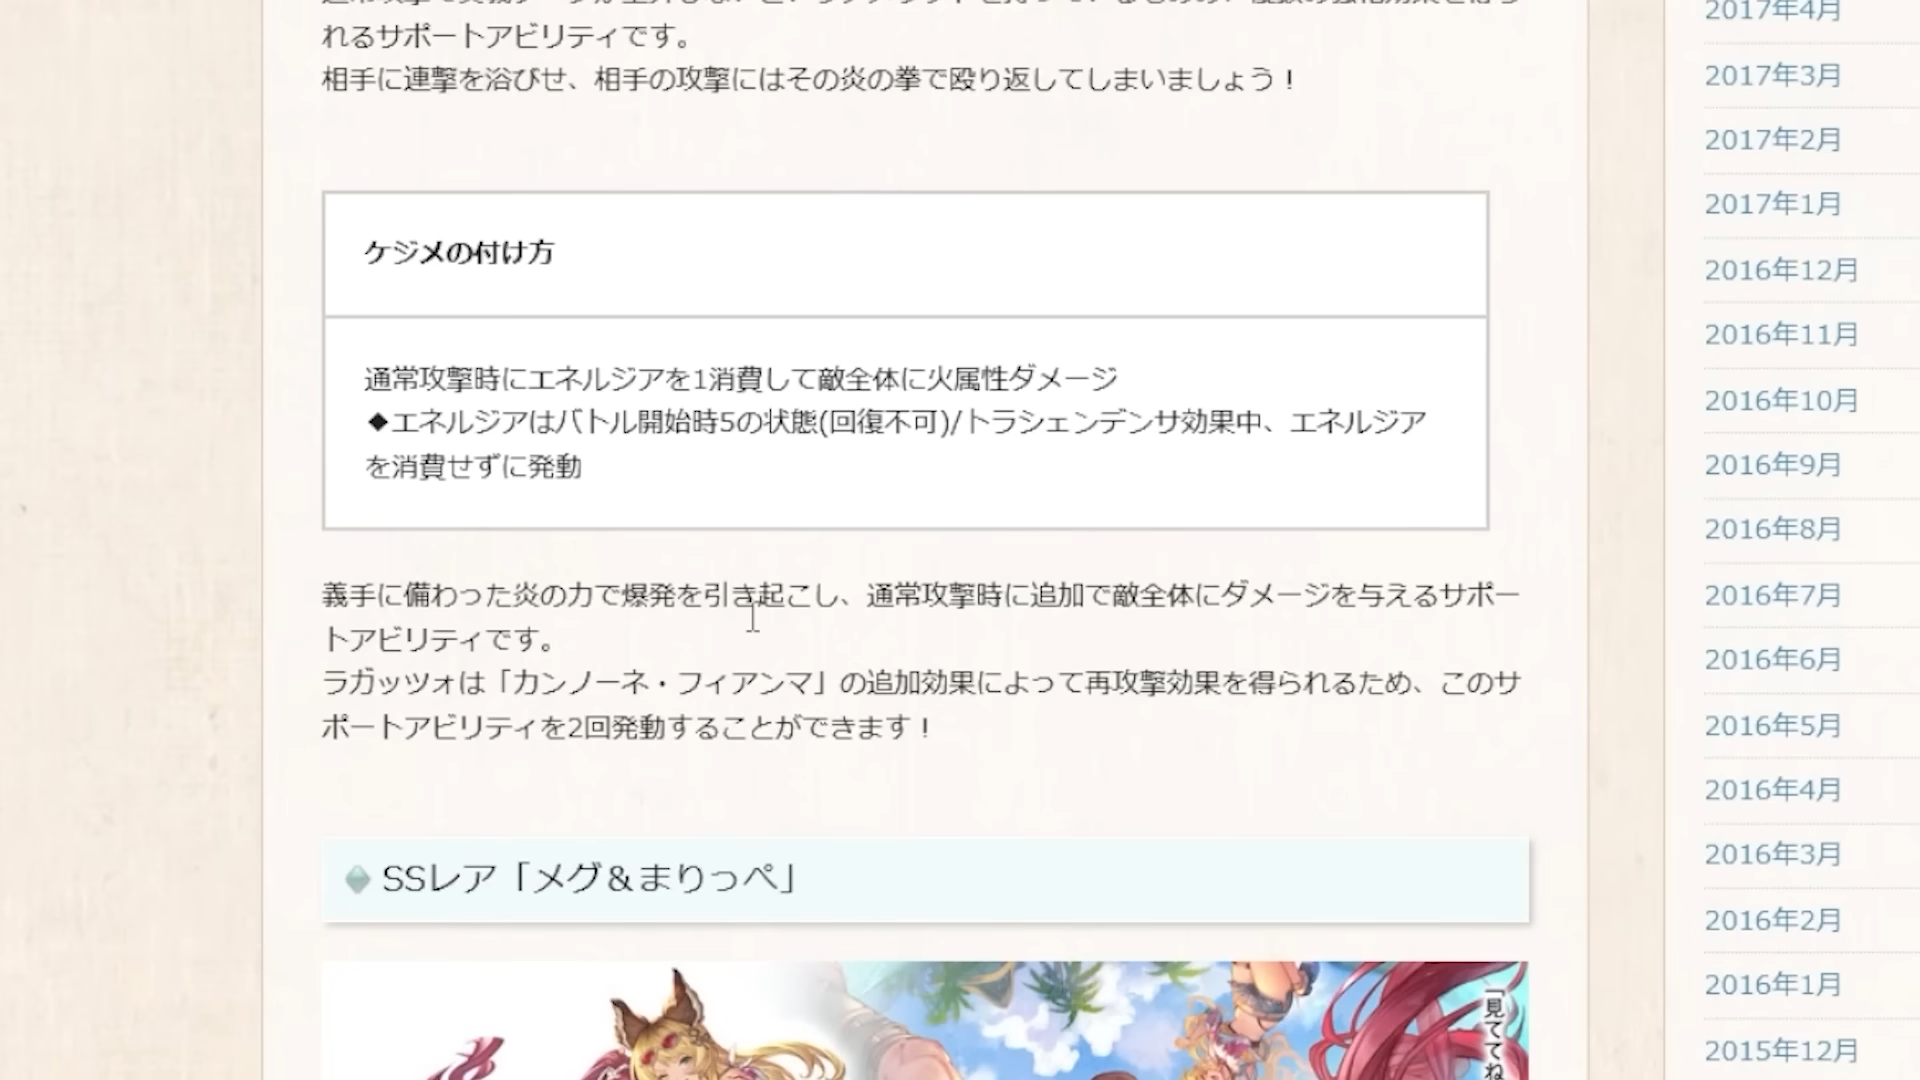 れるサポートアビリティです。
相手に連撃を浴びせ、相手の攻撃にはその炎の拳で殴り返してしまいましょう！
ケジメの付け方
通常攻撃時にエネルジアを1消費して敵全体に火属性ダメージ
◆エネルジアはバトル開始時5の状態(回復不可)/トラシェンデンサ効果中、エネルジア
を消費せずに発動
義手に備わった炎の力で爆発を引き起こし、通常攻撃時に追加で敵全体にダメージを与えるサポー
トアビリティです。
ラガッツォは「カンノーネ・フィアンマ」の追加効果によって再攻撃効果を得られるため、このサ
ポートアビリティを2回発動することができます！
SSレア「メグ＆まりっぺ」
「見ててね
2017年4月
2017年3月
2017年2月
2017年1月
2016年12月
2016年11月
2016年10月
2016年9月
2016年8月
2016年7月
2016年6月
2016年5月
2016年4月
2016年3月
2016年2月
2016年1月
2015年12月